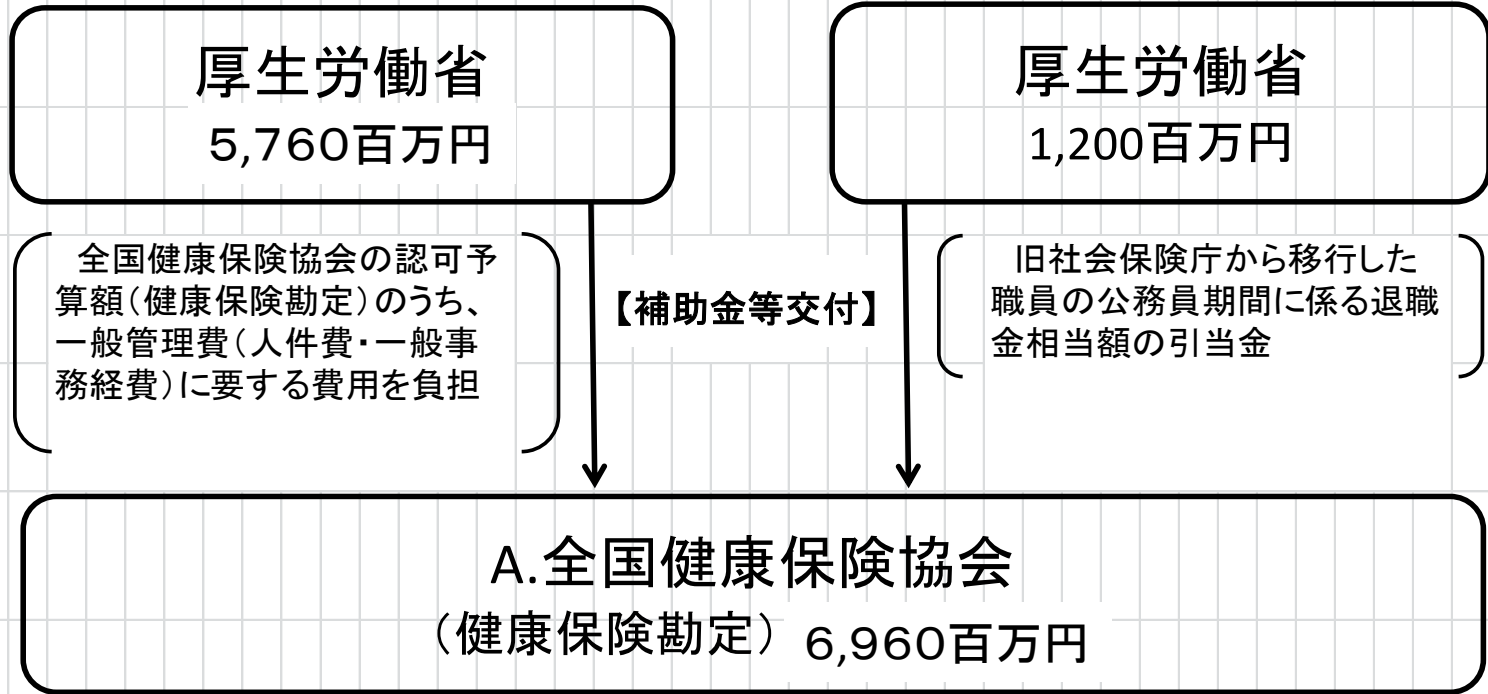 厚生労働省
5,760百万円
厚生労働省
1,200百万円
全国健康保険協会の認可予
算額(健康保険勘定)のうち、
一般管理費(人件費・一般事
務経費)に要する費用を負担
【補助金等交付】
旧社会保険庁から移行した
職員の公務員期間に係る退職
金相当額の引当金
A.全国健康保険協会
(健康保険勘定) 6,960百万円